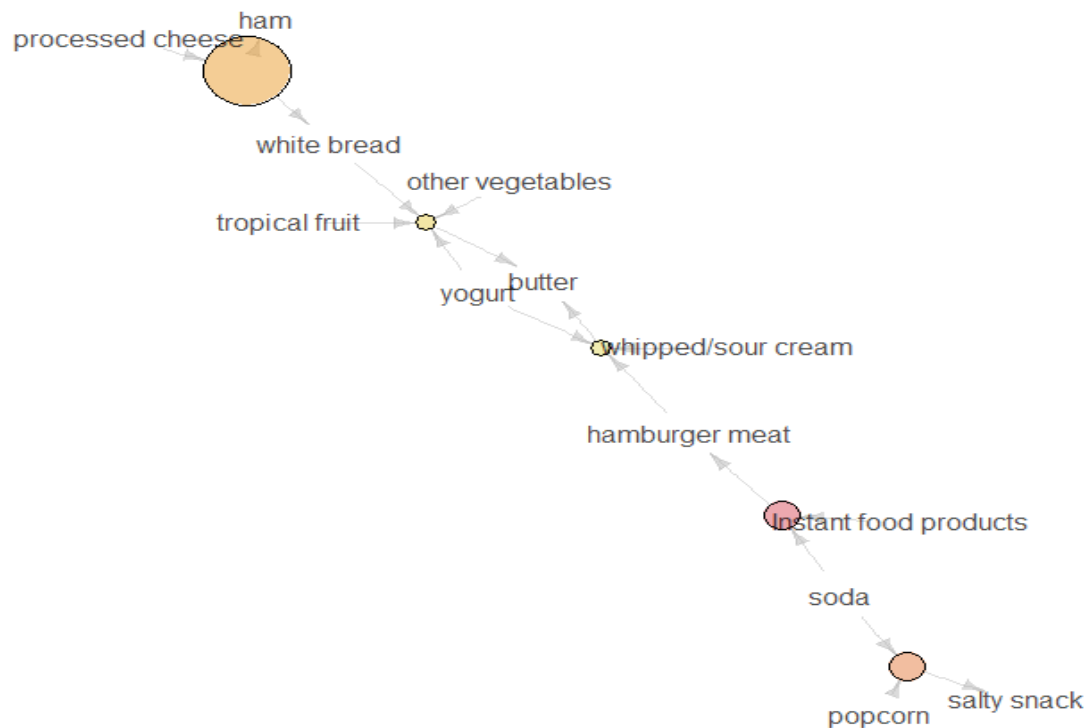 ham
processed cheese
white bread
other vegetables
tropical fruit
butter
yogurt
whipped/sour cream
hamburger meat
Instant food products
soda
salty snack
popcorn